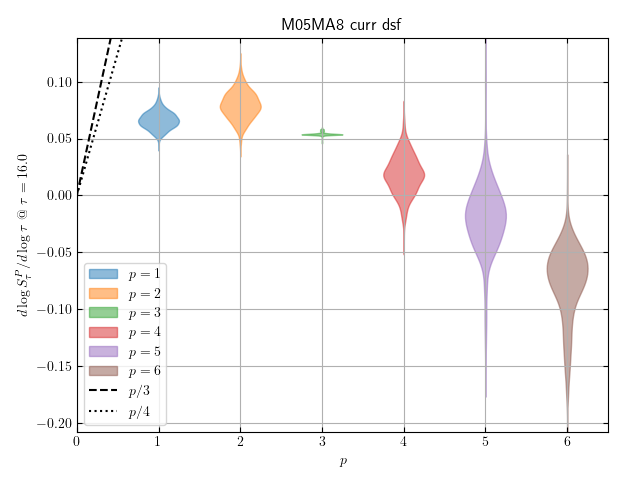 M05MA8 curr dsf
d log S_τ^P / d log τ @ τ = 16.0
0.10
0.05
0.00
−0.05
−0.10
−0.15
−0.20
p = 1
p = 2
p = 3
p = 4
p = 5
p = 6
p/3
p/4
0 1 2 3 4 5 6
p